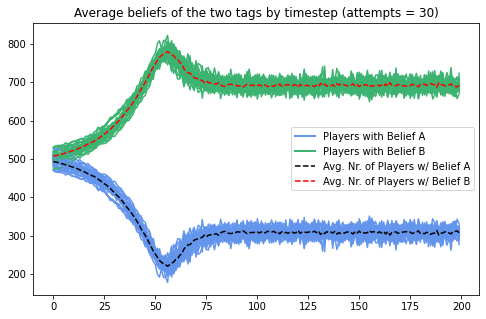 Average beliefs of the two tags by timestep (attempts = 30)
800
700
600
500
400
300
200
Players with Belief A
Players with Belief B
Avg. Nr. of Players w/ Belief A
Avg. Nr. of Players w/ Belief B
0 25 50 75 100 125 150 175 200